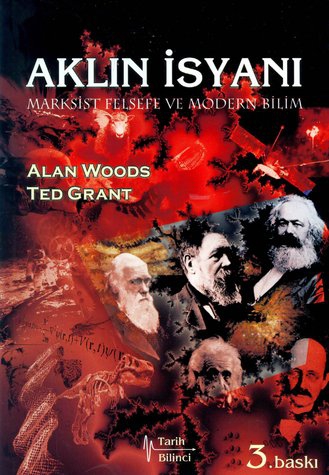 AKLIN İSYANI
MARKSİST FELSEFE VE MODERN BİLİM
ALAN WOODS
TED GRANT
Tarih
Bilinci
3.baskı